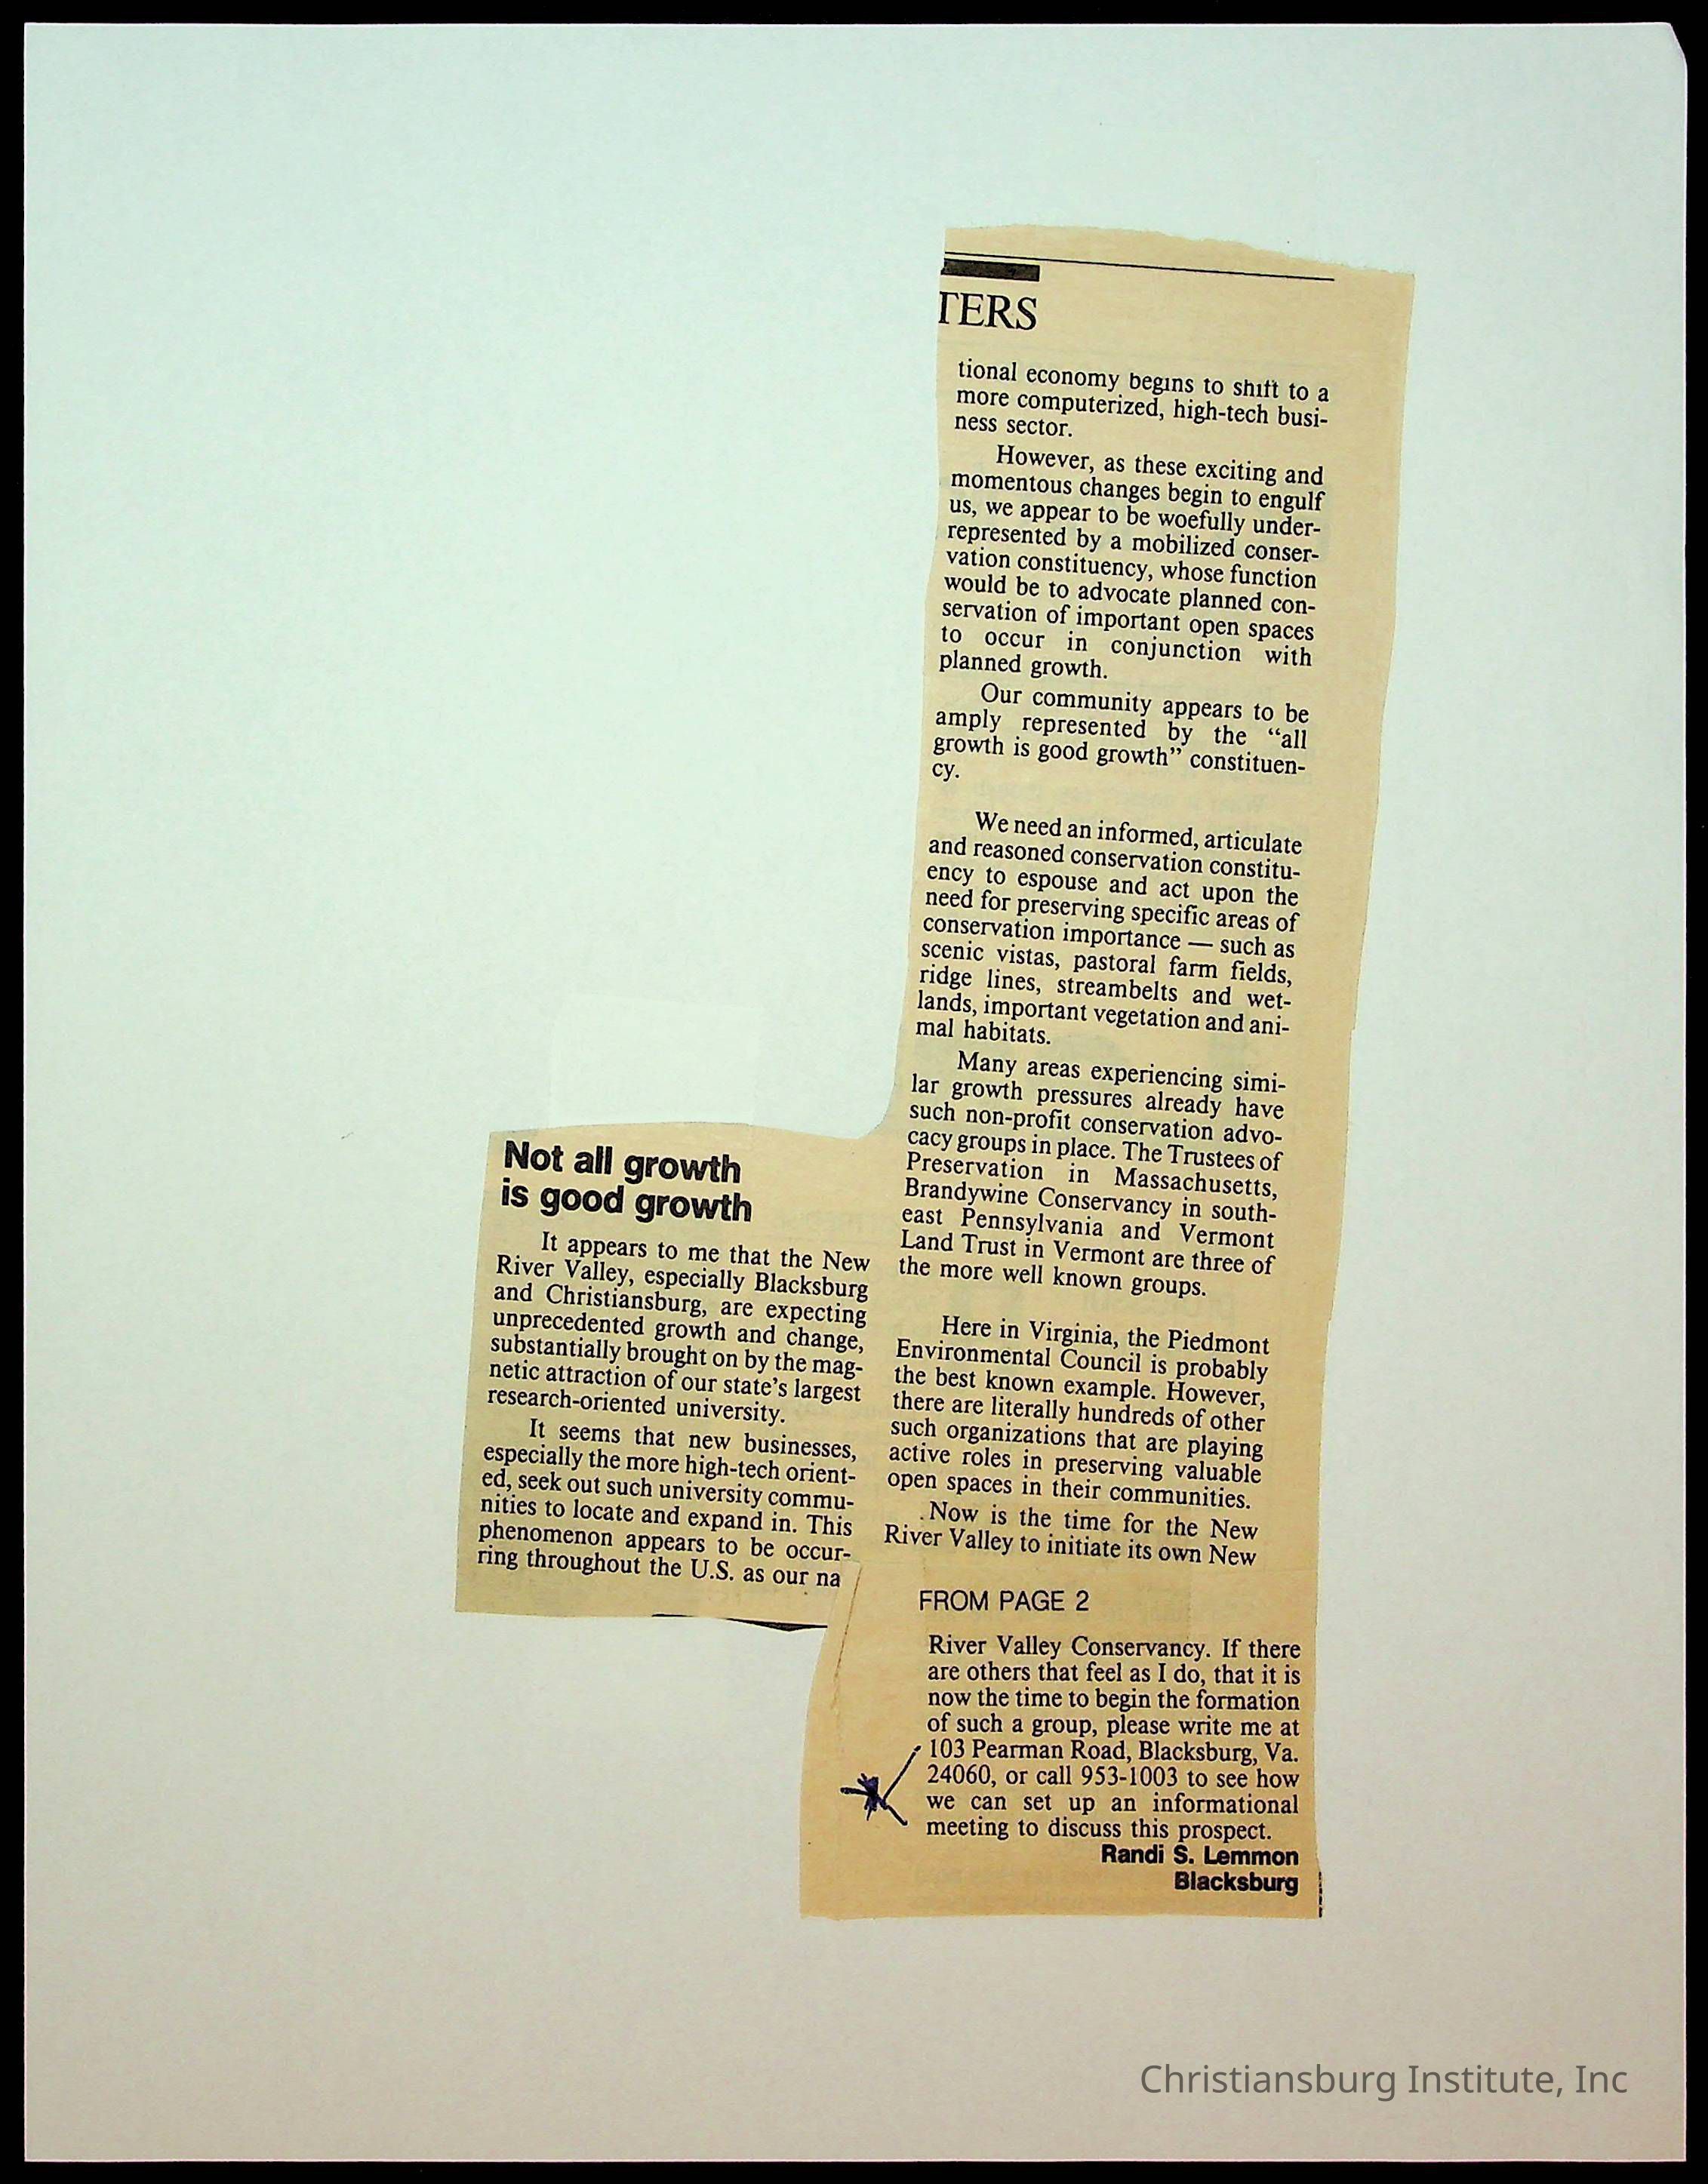 TERS
Not all growth
is good growth
It appears to me that the New
River Valley, especially Blacksburg
and Christiansburg, are expecting
unprecedented growth and change,
substantially brought on by the mag-
netic attraction of our state's largest
research-oriented university.
It seems that new businesses,
especially the more high-tech orient-
ed, seek out such university commu-
nities to locate and expand in. This
phenomenon appears to be occur-
ring throughout the U.S. as our na
tional economy begins to shift to a
more computerized, high-tech busi-
ness sector.
However, as these exciting and
momentous changes begin to engulf
us, we appear to be woefully under-
represented by a mobilized conser-
vation constituency, whose function
would be to advocate planned con-
servation of important open spaces
to occur in conjunction with
planned growth.
Our community appears to be
amply represented by the “all
growth is good growth” constituen-
cy.
We need an informed, articulate
and reasoned conservation constitu-
ency to espouse and act upon the
need for preserving specific areas of
conservation importance — such as
scenic vistas, pastoral farm fields,
ridge lines, streambelts and wet-
lands, important vegetation and ani-
mal habitats.
Many areas experiencing simi-
lar growth pressures already have
such non-profit conservation advo-
cacy groups in place. The Trustees of
Preservation in Massachusetts,
Brandywine Conservancy in south-
east Pennsylvania and Vermont
Land Trust in Vermont are three of
the more well known groups.
Here in Virginia, the Piedmont
Environmental Council is probably
the best known example. However,
there are literally hundreds of other
such organizations that are playing
active roles in preserving valuable
open spaces in their communities.
Now is the time for the New
River Valley to initiate its own New
FROM PAGE 2
River Valley Conservancy. If there
are others that feel as I do, that it is
now the time to begin the formation
of such a group, please write me at
103 Pearman Road, Blacksburg, Va.
24060, or call 953-1003 to see how
we can set up an informational
meeting to discuss this prospect.
Randi S. Lemmon
Blacksburg
Christiansburg Institute, Inc